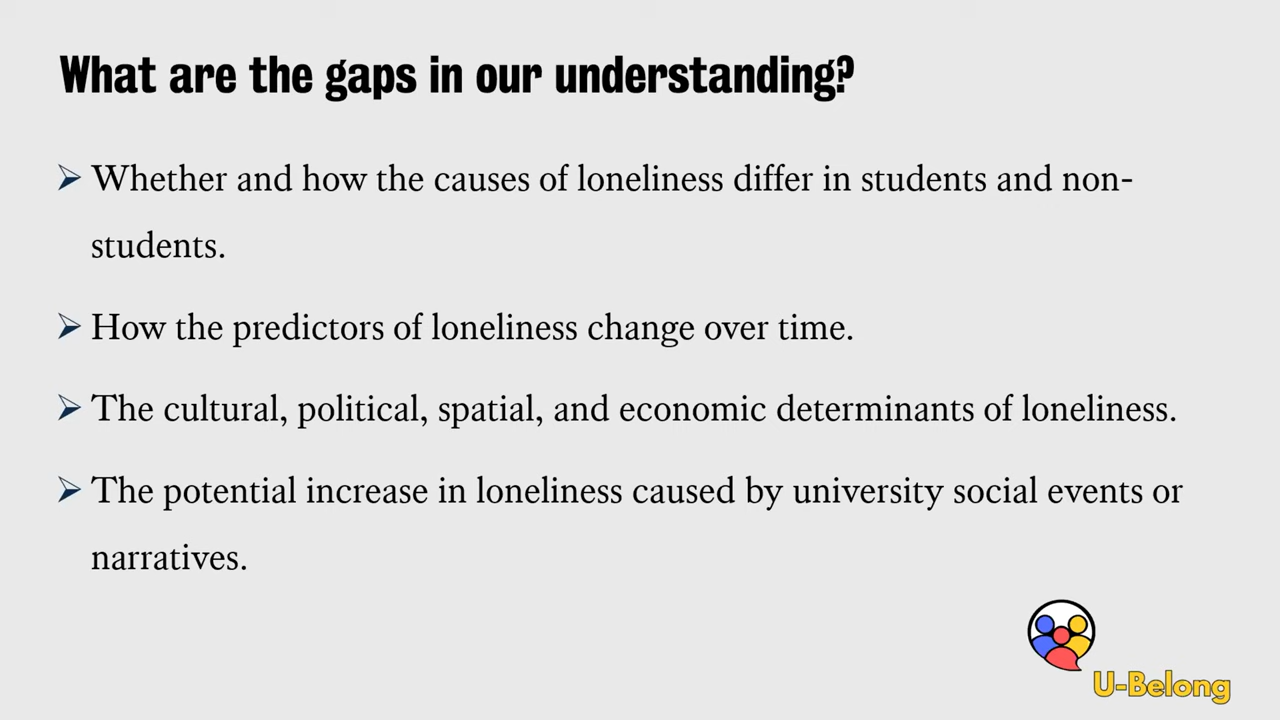 What are the gaps in our understanding?
Whether and how the causes of loneliness differ in students and non-
students.
How the predictors of loneliness change over time.
The cultural, political, spatial, and economic determinants of loneliness.
The potential increase in loneliness caused by university social events or
narratives.
U-Belong